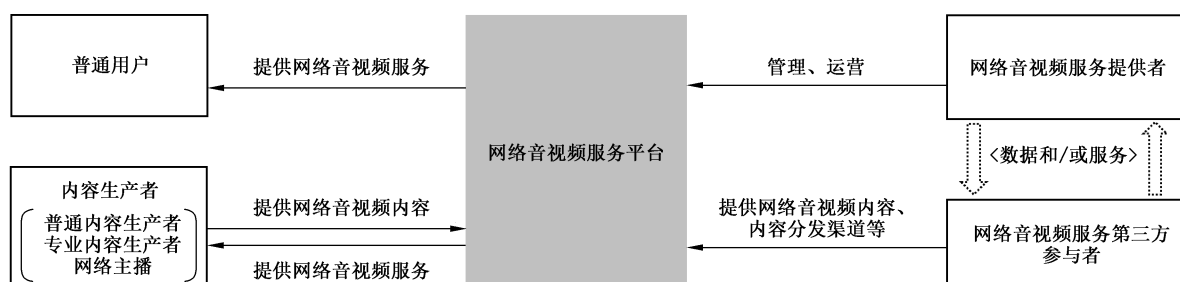 普通用户
提供网络音视频服务
管理、运营
网络音视频服务提供者
网络音视频服务平台
<数据和/或服务>
内容生产者
普通内容生产者
专业内容生产者
网络主播
提供网络音视频内容
提供网络音视频服务
提供网络音视频内容、
内容分发渠道等
网络音视频服务第三方
参与者